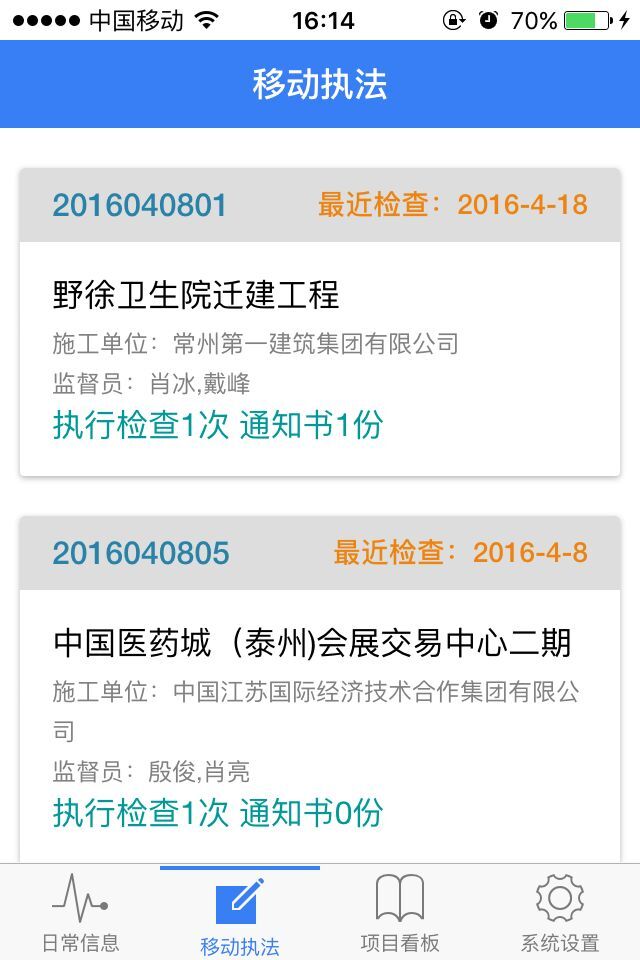 中国移动 16:14 70%
移动执法
2016040801 最近检查：2016-4-18
野徐卫生院迁建工程
施工单位：常州第一建筑集团有限公司
监督员：肖冰,戴峰
执行检查1次 通知书1份
2016040805 最近检查：2016-4-8
中国医药城（泰州)会展交易中心二期
施工单位：中国江苏国际经济技术合作集团有限公
司
监督员：殷俊,肖亮
执行检查1次 通知书0份
日常信息 移动执法 项目看板 系统设置